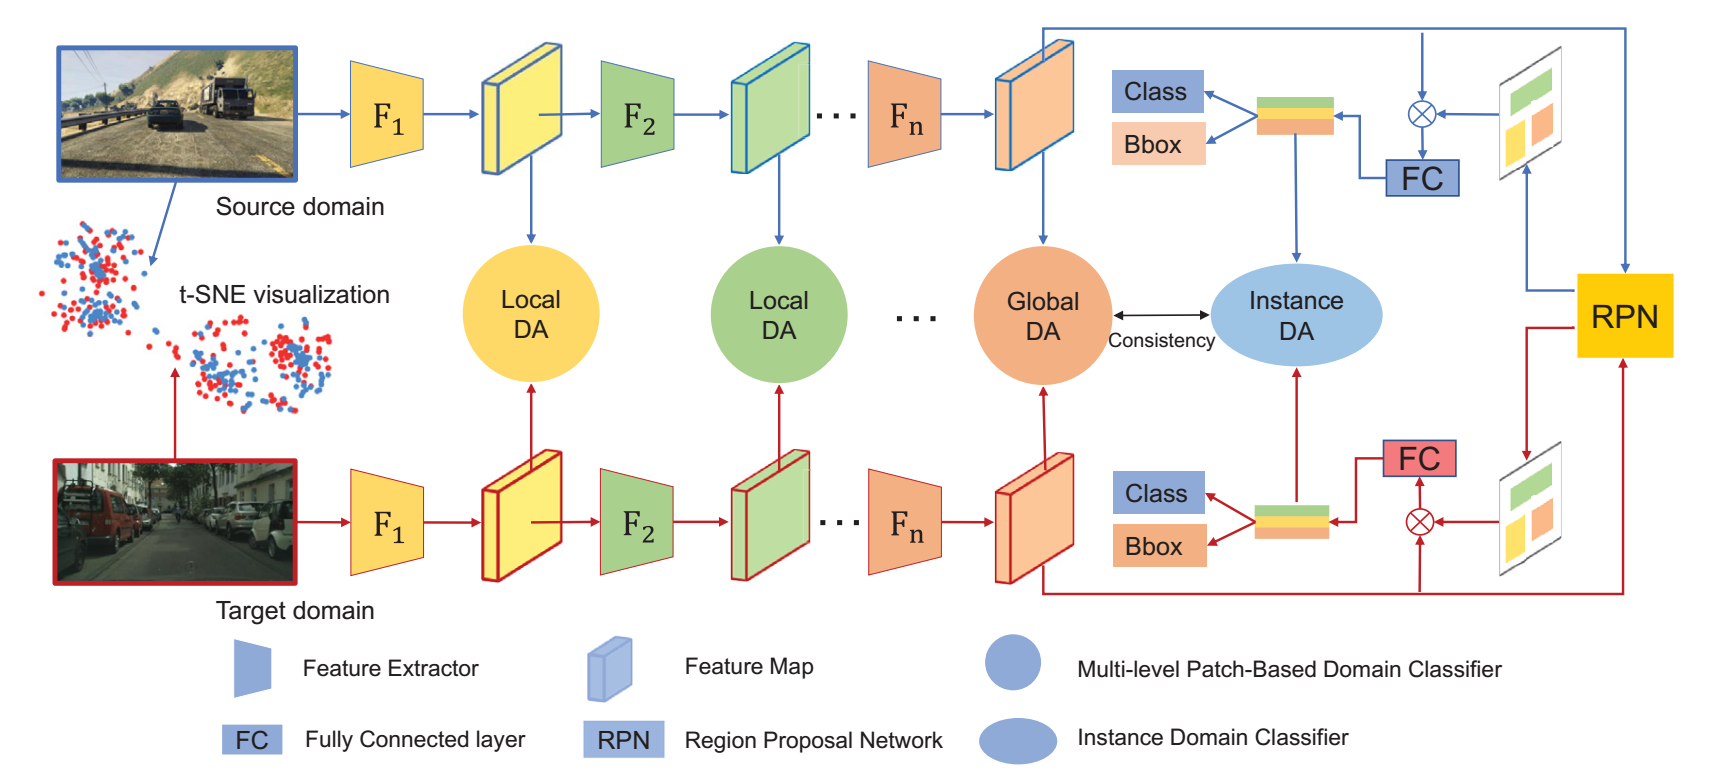 F1
F2
...
Fn
Class
Bbox
FC
Source domain
t-SNE visualization
Local
DA
Local
DA
...
Global
DA
Consistency
Instance
DA
RPN
F1
F2
...
Fn
Class
Bbox
FC
Target domain
Feature Extractor
Feature Map
Multi-level Patch-Based Domain Classifier
FC
Fully Connected layer
RPN
Region Proposal Network
Instance Domain Classifier